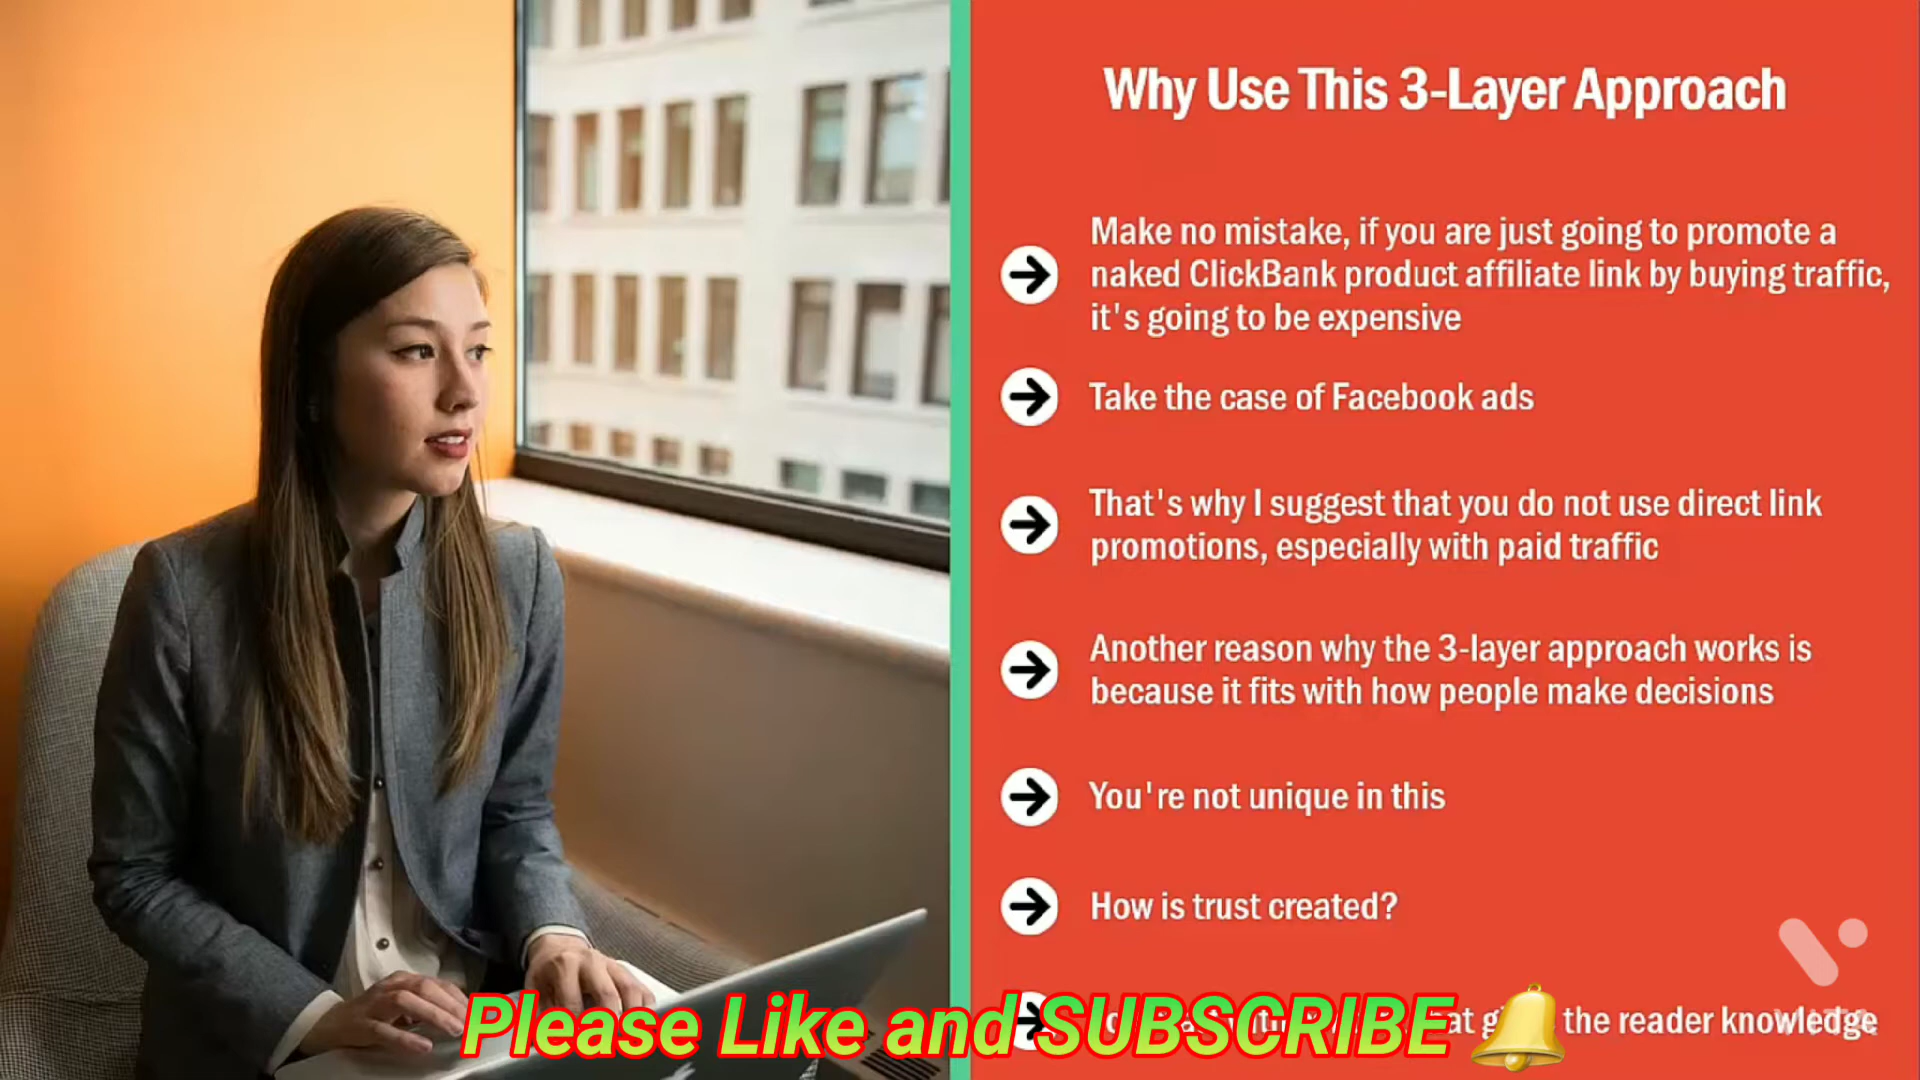 Why Use This 3-Layer Approach
Make no mistake, if you are just going to promote a
naked ClickBank product affiliate link by buying traffic,
it's going to be expensive
Take the case of Facebook ads
That's why I suggest that you do not use direct link
promotions, especially with paid traffic
Another reason why the 3-layer approach works is
because it fits with how people make decisions
You're not unique in this
How is trust created?
the reader knowledge
Please Like and SUBSCRIBE